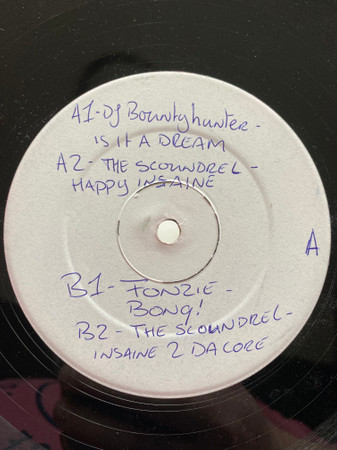 A1-DJ Bountyhunter -
IS It A DREAM
A2- THE SCOUNDREL -
HAPPY INSAINE
A
B1- FONZIE -
BONG!
B2 - THE SCOUNDREL-
INSAINE 2 DA CORE